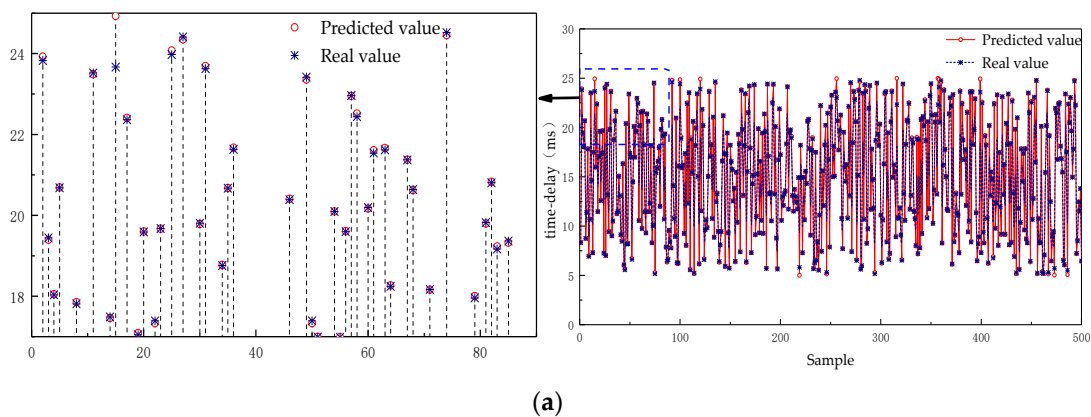 Predicted value
Real value
24
22
20
18
0 20 40 60 80
Predicted value
Real value
time-delay（ms）
30
25
20
15
10
5
0
0 100 200 300 400 500
Sample
(a)